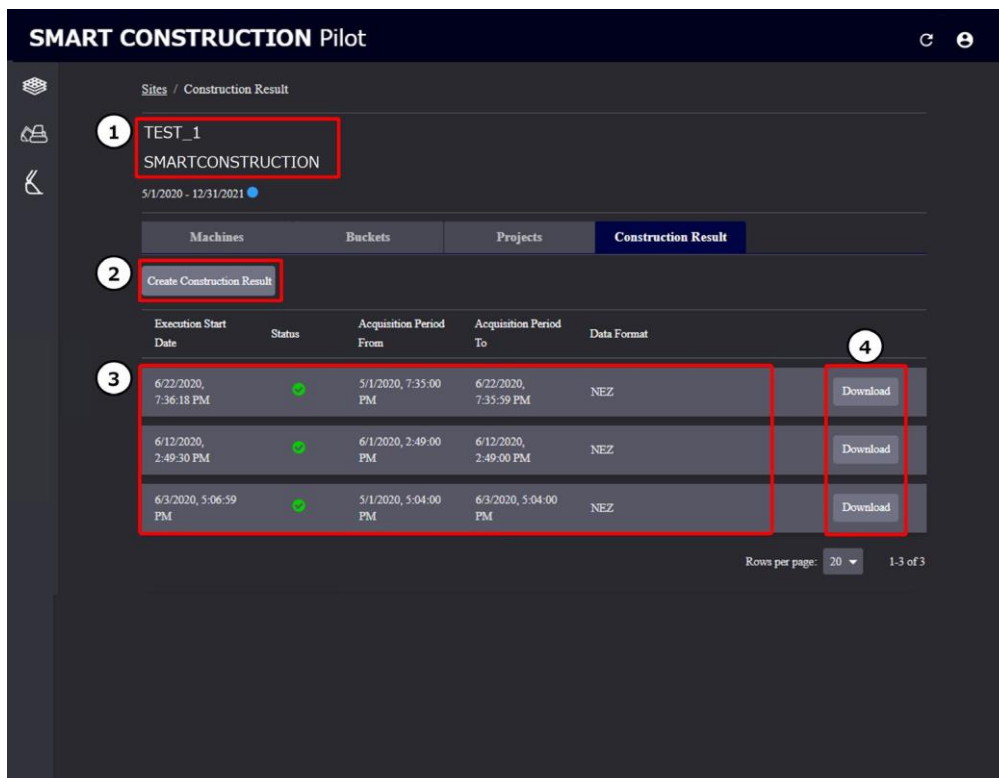 SMART CONSTRUCTION Pilot
Sites / Construction Result
1
TEST_1
SMARTCONSTRUCTION
5/1/2020 - 12/31/2021
Machines Buckets Projects Construction Result
2
Create Construction Result
Execution Start Date Status Acquisition Period From Acquisition Period To Data Format
4
3
6/22/2020, 7:36:18 PM 5/1/2020, 7:35:00 PM 6/22/2020, 7:35:59 PM NEZ Download
6/12/2020, 2:49:30 PM 6/1/2020, 2:49:00 PM 6/12/2020, 2:49:00 PM NEZ Download
6/3/2020, 5:06:59 PM 5/1/2020, 5:04:00 PM 6/3/2020, 5:04:00 PM NEZ Download
Rows per page: 20 1-3 of 3